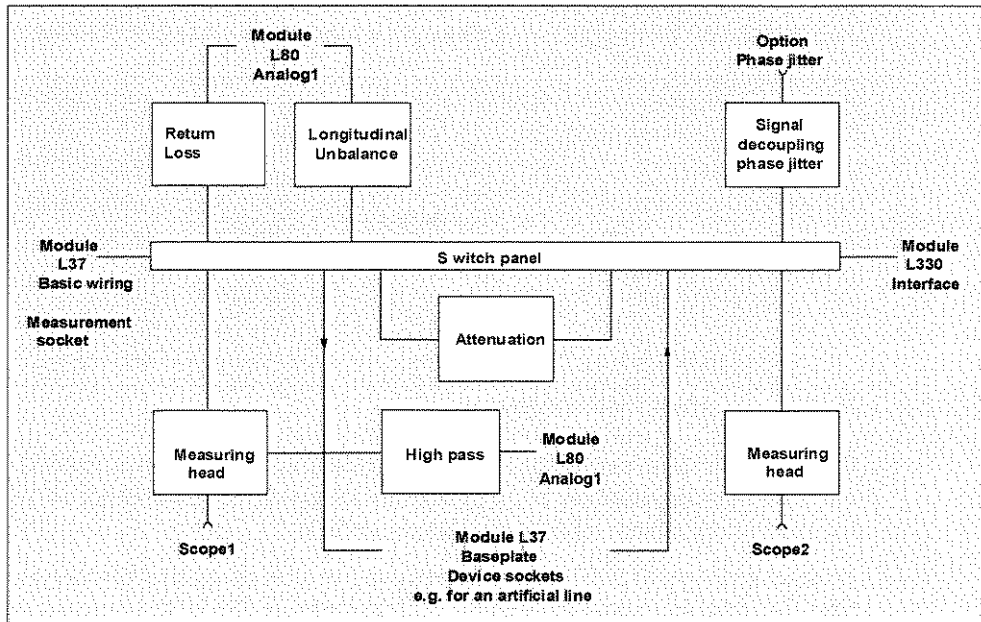 Module
L80
Analog1
Option
Phase jitter
Return
Loss
Longitudinal
Unbalance
Signal
decoupling
phase jitter
Module
L37
Basic wiring
S witch panel
Module
L330
Interface
Measurement
socket
Attenuation
Measuring
head
High pass
Module
L80
Analog1
Measuring
head
Scope1
Module L37
Baseplate
Device sockets
e.g. for an artificial line
Scope2